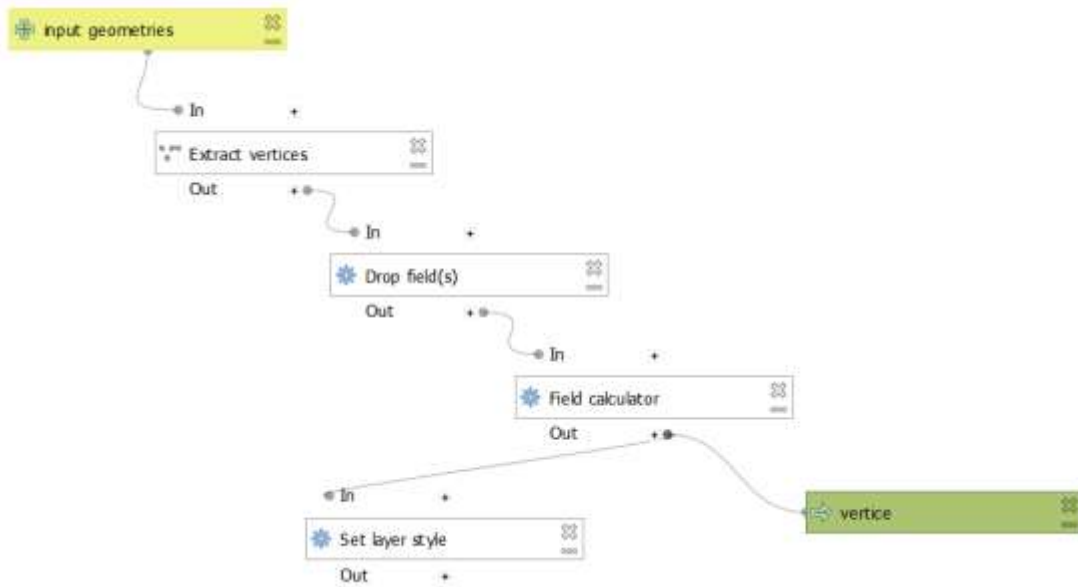 input geometries
In
Extract vertices
Out
In
Drop field(s)
Out
In
Field calculator
Out
In
vertice
Set layer style
Out